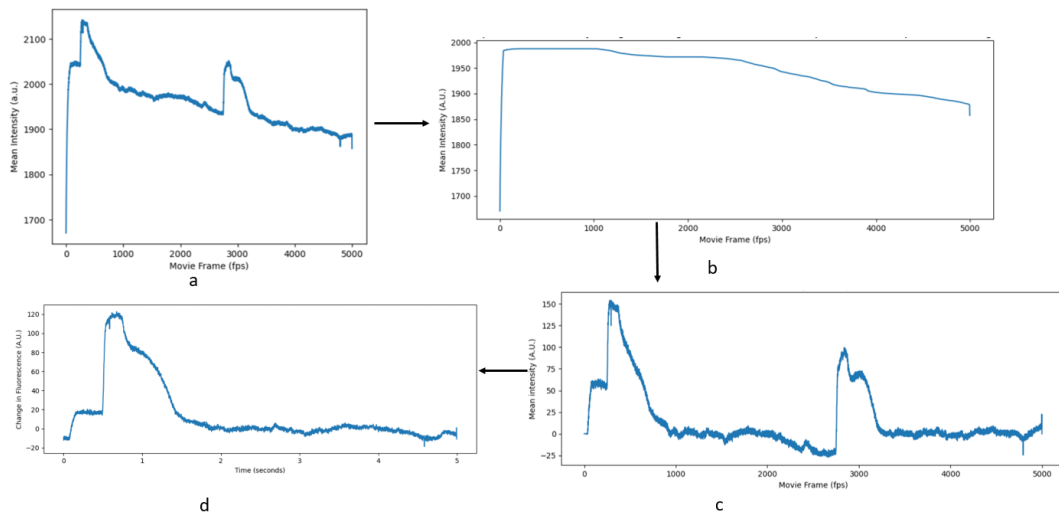 2100
2000
1900
1800
1700
Mean Intensity (a.u.)
0 1000 2000 3000 4000 5000
Movie Frame (fps)
a
2000
1950
1900
1850
1800
1750
1700
Mean Intensity (A.U.)
0 1000 2000 3000 4000 5000
Movie Frame (fps)
b
120
100
80
60
40
20
0
−20
Change in Fluorescence (A.U.)
0 1 2 3 4 5
Time (seconds)
d
150
125
100
75
50
25
0
−25
Mean intensity (A.U.)
0 1000 2000 3000 4000 5000
Movie Frame (fps)
c